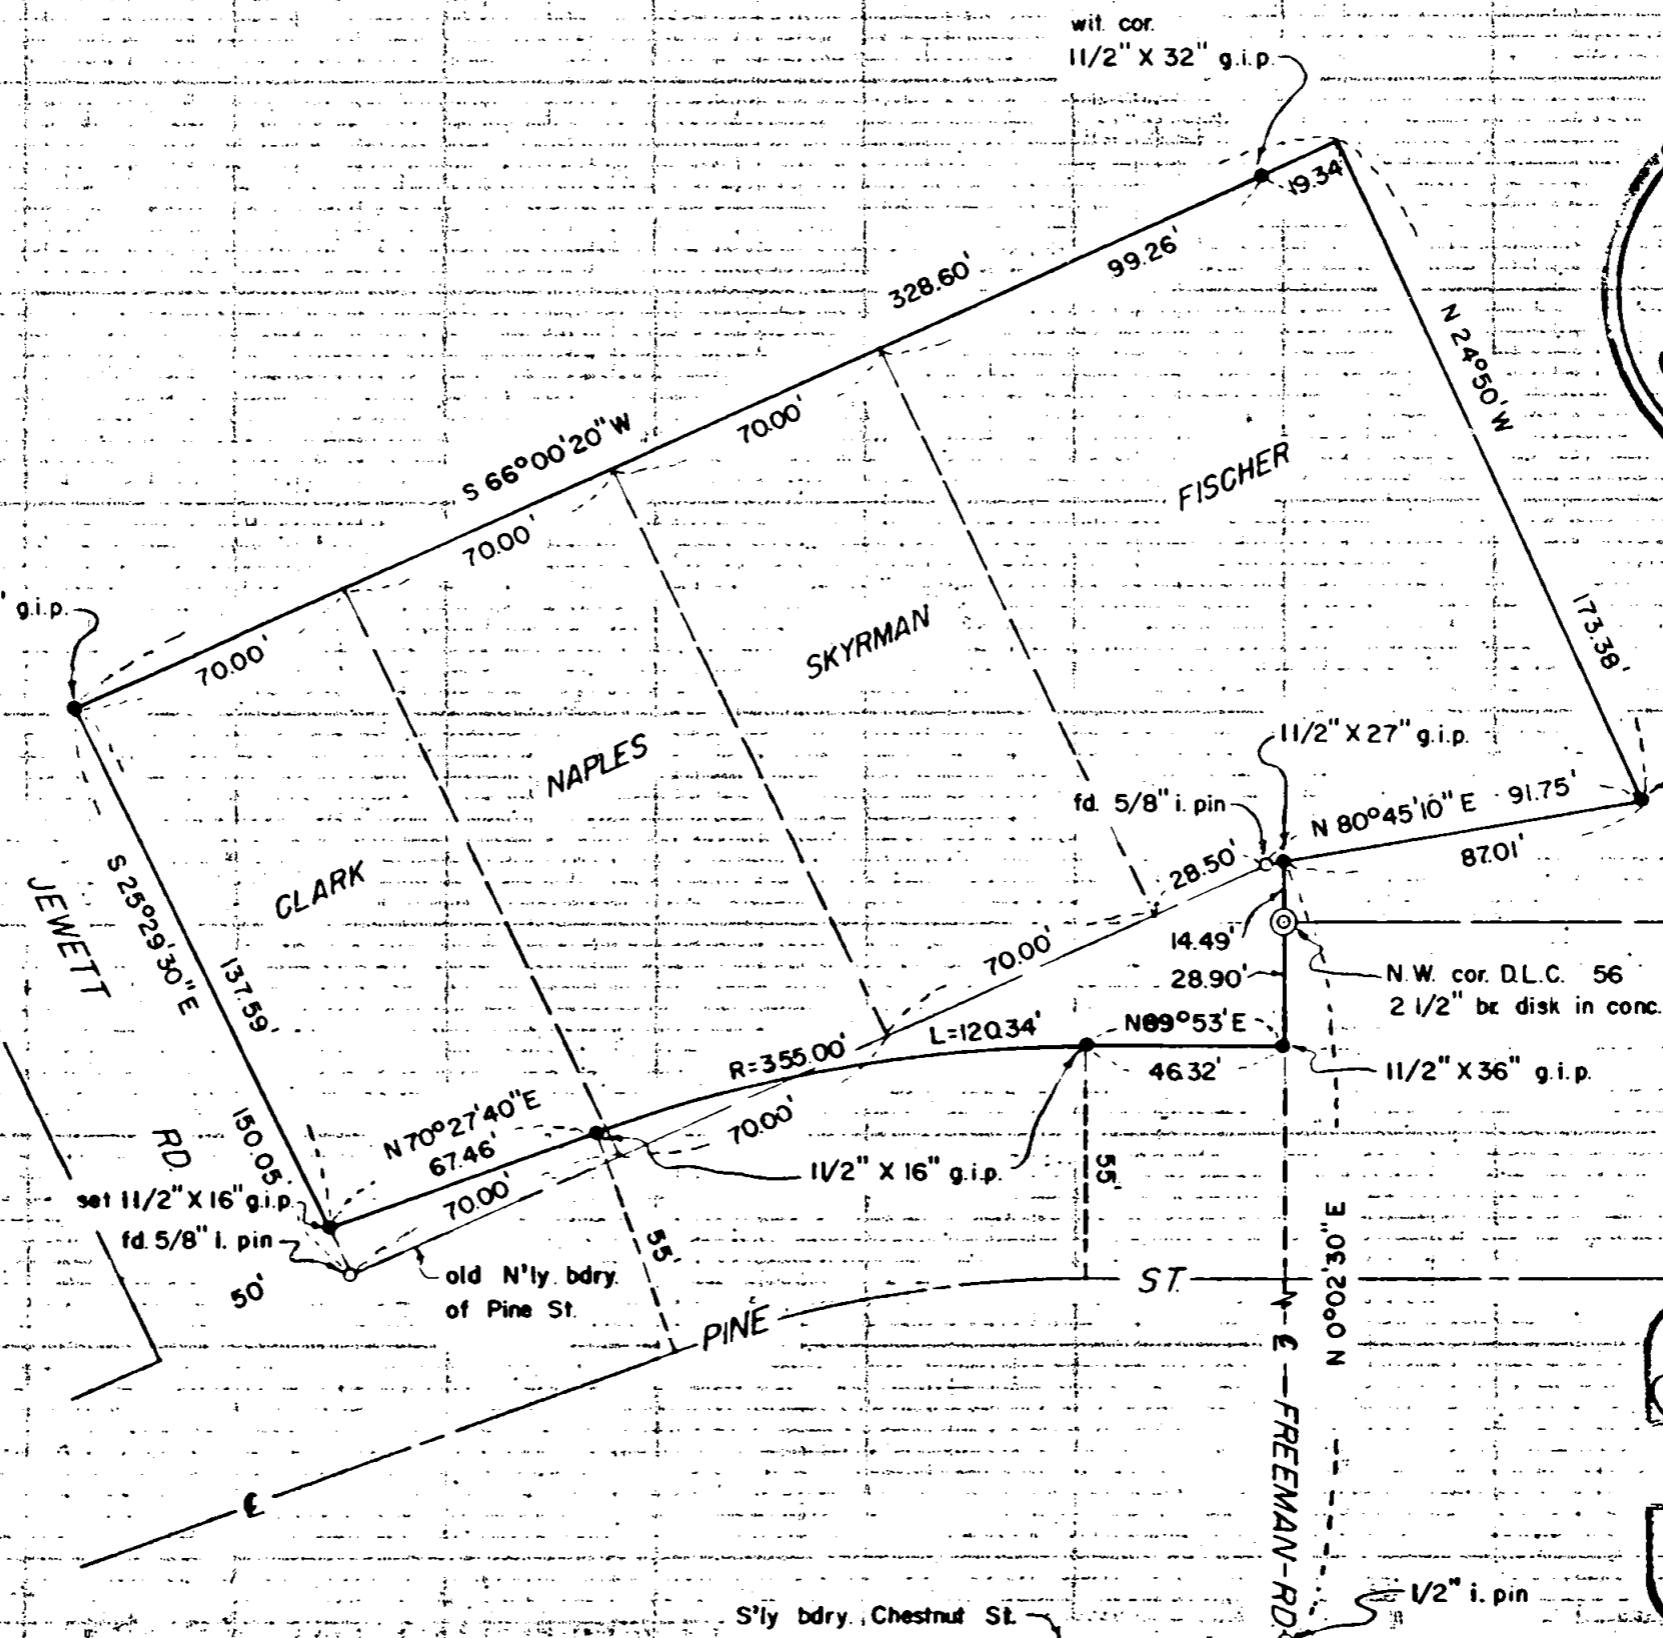 wit. cor.
1 1/2" X 32" g.i.p.
19.34
99.26'
328.60'
N 24°50' W
70.00'
S 66°00'20" W
70.00'
FISCHER
70.00'
SKYRMAN
173.38'
g.i.p.
NAPLES
1 1/2" X 27" g.i.p.
fd. 5/8" i. pin
N 80°45'10" E 91.75'
87.01'
28.50'
CLARK
JEWETT
S 25°29'30" E
137.59'
14.49'
70.00'
28.90'
N.W. cor. D.L.C. 56
2 1/2" br. disk in conc.
L=120.34'
N 89°53' E
R=355.00'
46.32'
1 1/2" X 36" g.i.p.
N 70°27'40" E
67.46'
70.00'
RD.
150.05'
1 1/2" X 16" g.i.p.
55'
set 1 1/2" X 16" g.i.p.
70.00'
fd. 5/8" i. pin
50'
55'
old N'ly bdry.
of Pine St.
PINE
ST.
N 0°02'30" E
FREEMAN RD.
1/2" i. pin
S'ly bdry. Chestnut St.